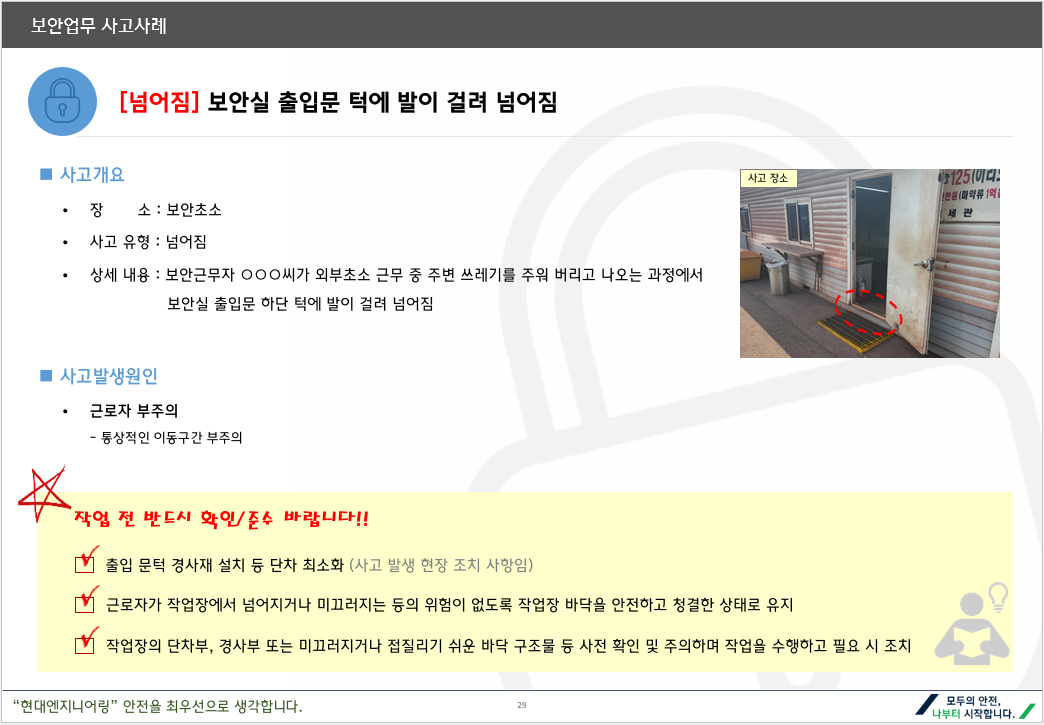 보안업무 사고사례
[넘어짐] 보안실 출입문 턱에 발이 걸려 넘어짐
■ 사고개요
• 장 소 : 보안초소
• 사고 유형 : 넘어짐
• 상세 내용 : 보안근무자 ○○○씨가 외부초소 근무 중 주변 쓰레기를 주워 버리고 나오는 과정에서
보안실 출입문 하단 턱에 발이 걸려 넘어짐
사고 장소
125
세 관
■ 사고발생원인
• 근로자 부주의
- 통상적인 이동구간 부주의
작업 전 반드시 확인/준수 바랍니다!!
출입 문턱 경사재 설치 등 단차 최소화 (사고 발생 현장 조치 사항임)
근로자가 작업장에서 넘어지거나 미끄러지는 등의 위험이 없도록 작업장 바닥을 안전하고 청결한 상태로 유지
작업장의 단차부, 경사부 또는 미끄러지거나 접질리기 쉬운 바닥 구조물 등 사전 확인 및 주의하며 작업을 수행하고 필요 시 조치
“현대엔지니어링” 안전을 최우선으로 생각합니다.
29
모두의 안전,
나부터 시작합니다.